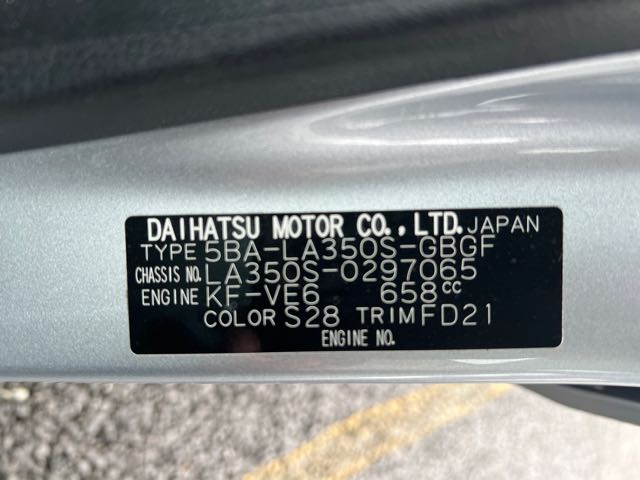 DAIHATSU MOTOR CO., LTD. JAPAN
TYPE 5BA-LA350S-GBGF
CHASSIS NO. LA350S-0297065
ENGINE KF-VE6 658cc
COLOR S28 TRIM FD21
ENGINE NO.